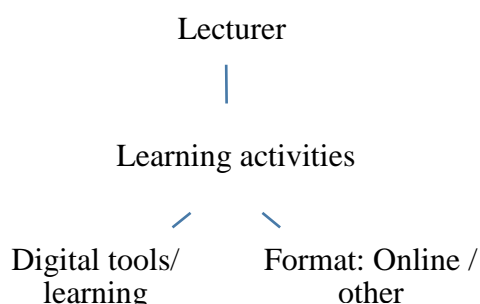 Lecturer
Learning activities
Digital tools/
learning
Format: Online /
other